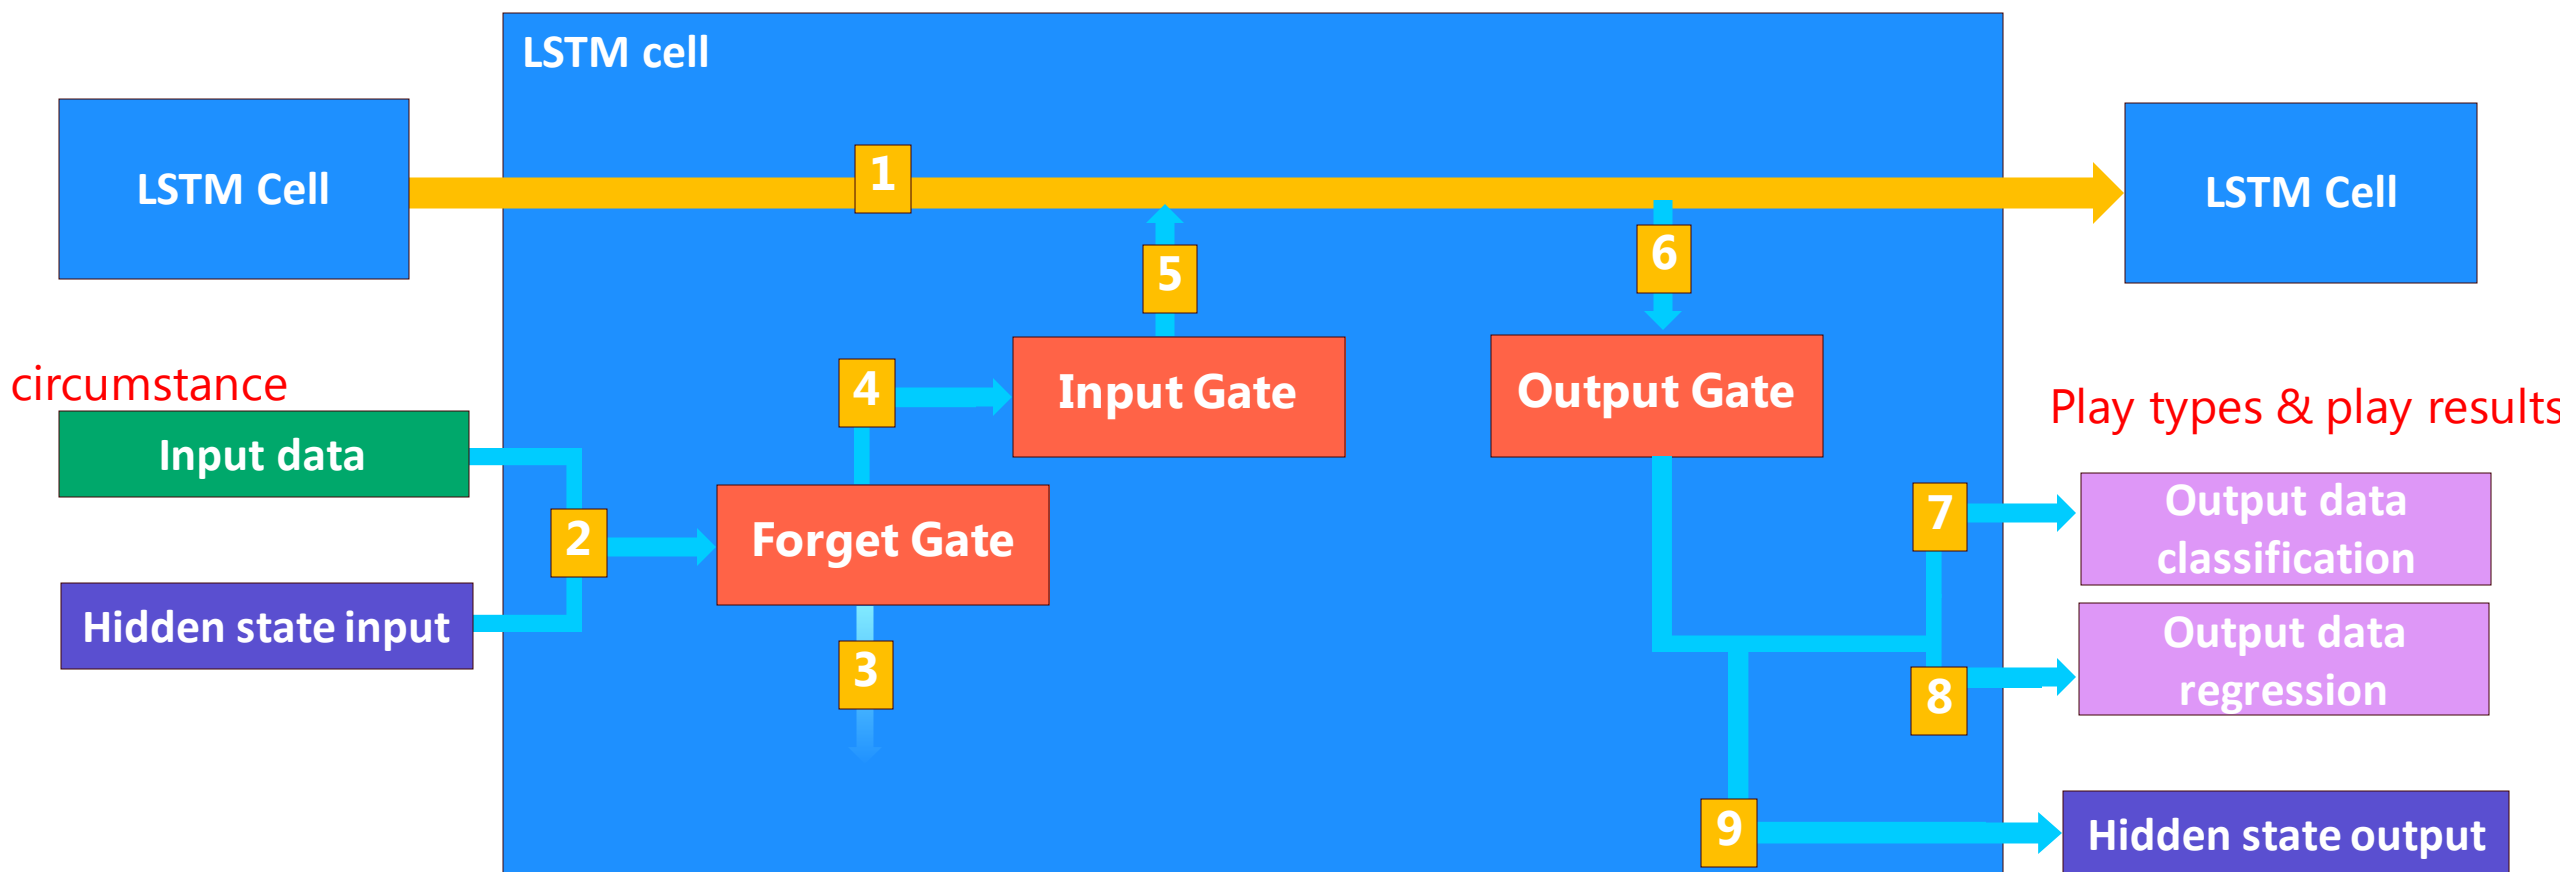 LSTM cell
LSTM Cell
1
LSTM Cell
5
6
circumstance
4
Input Gate
Output Gate
Play types & play results
Input data
2
Forget Gate
7
Output data
classification
Hidden state input
3
8
Output data
regression
9
Hidden state output